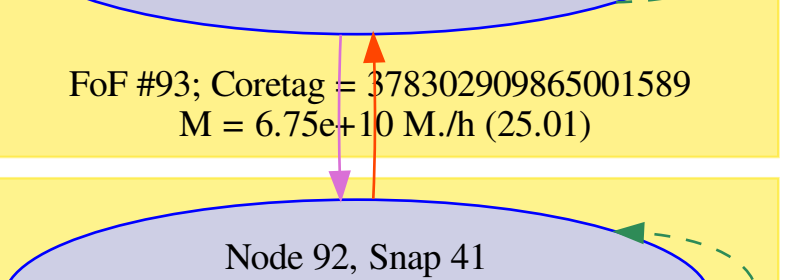 FoF #93; Coretag = 378302909865001589
M = 6.75e+10 M./h (25.01)
Node 92, Snap 41